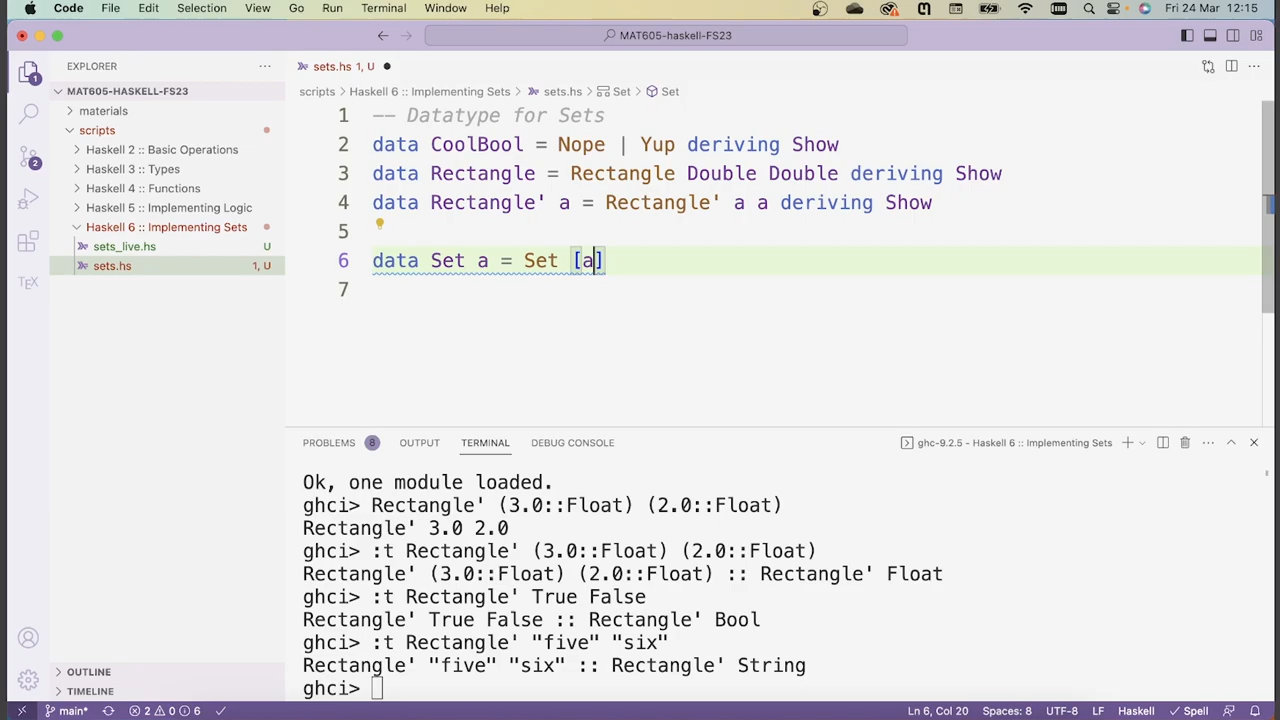 Code File Edit Selection View Go Run Terminal Window Help Fri 24 Mar 12:15
MAT605-haskell-FS23
EXPLORER
MAT605-HASKELL-FS23
materials
scripts
Haskell 2 :: Basic Operations
Haskell 3 :: Types
Haskell 4 :: Functions
Haskell 5 :: Implementing Logic
Haskell 6 :: Implementing Sets
sets_live.hs U
sets.hs 1, U
OUTLINE
TIMELINE
1
2
TEX
sets.hs 1, U
scripts > Haskell 6 :: Implementing Sets > sets.hs > Set > Set
1 -- Datatype for Sets
2 data CoolBool = Nope | Yup deriving Show
3 data Rectangle = Rectangle Double Double deriving Show
4 data Rectangle' a = Rectangle' a a deriving Show
5
6 data Set a = Set [a]
7
PROBLEMS 8 OUTPUT TERMINAL DEBUG CONSOLE ghc-9.2.5 - Haskell 6 :: Implementing Sets
Ok, one module loaded.
ghci> Rectangle' (3.0::Float) (2.0::Float)
Rectangle' 3.0 2.0
ghci> :t Rectangle' (3.0::Float) (2.0::Float)
Rectangle' (3.0::Float) (2.0::Float) :: Rectangle' Float
ghci> :t Rectangle' True False
Rectangle' True False :: Rectangle' Bool
ghci> :t Rectangle' "five" "six"
Rectangle' "five" "six" :: Rectangle' String
ghci>
main* 2 0 6 Ln 6, Col 20 Spaces: 8 UTF-8 LF Haskell Spell